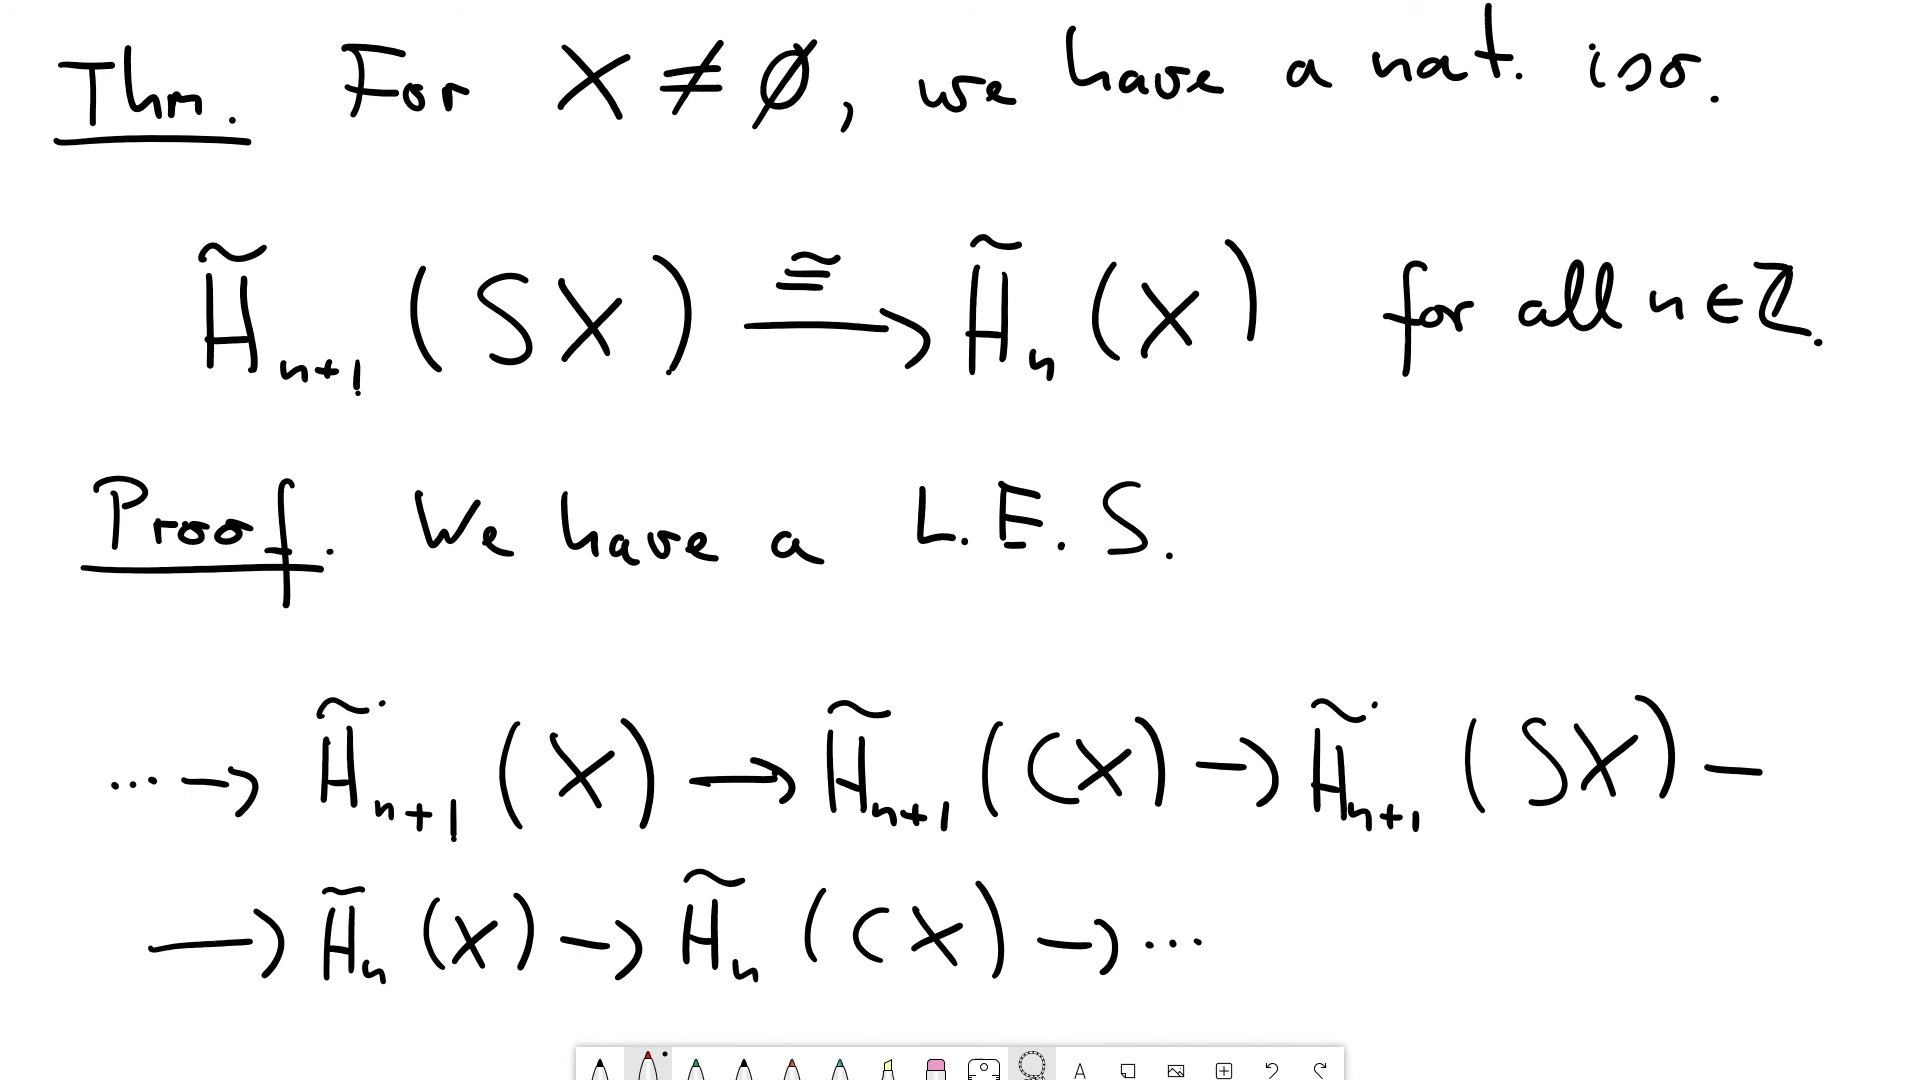 Thm. For X ≠ ∅, we have a nat. iso.
H̃ₙ₊₁(SX) ≅→ H̃ₙ(X) for all n ∈ ℤ.
Proof. We have a L.E.S.
⋯ → H̃ₙ₊₁(X) → H̃ₙ₊₁(CX) → H̃ₙ₊₁(SX) —
→ H̃ₙ(X) → H̃ₙ(CX) → ⋯